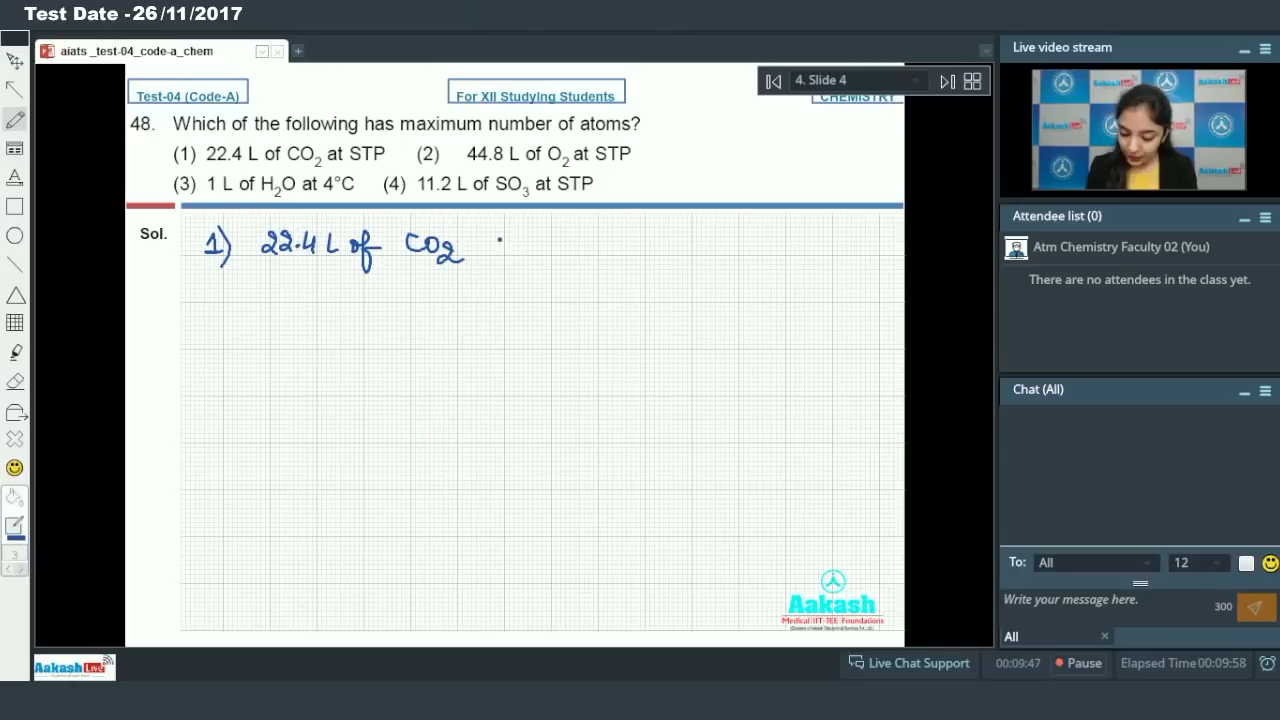 Test Date -26/11/2017
aiats _test-04_code-a_chem
Live video stream
4. Slide 4
Test-04 (Code-A)
For XII Studying Students
CHEMISTRY
48. Which of the following has maximum number of atoms?
(1) 22.4 L of CO2 at STP (2) 44.8 L of O2 at STP
(3) 1 L of H2O at 4°C (4) 11.2 L of SO3 at STP
Sol.
1) 22.4 L of CO2
Attendee list (0)
Atm Chemistry Faculty 02 (You)
There are no attendees in the class yet.
Chat (All)
To: All 12
Write your message here.
300
All
3
Aakash
Medical|IIT-JEE|Foundations
Aakash Live
Live Chat Support
00:09:47
Pause
Elapsed Time 00:09:58